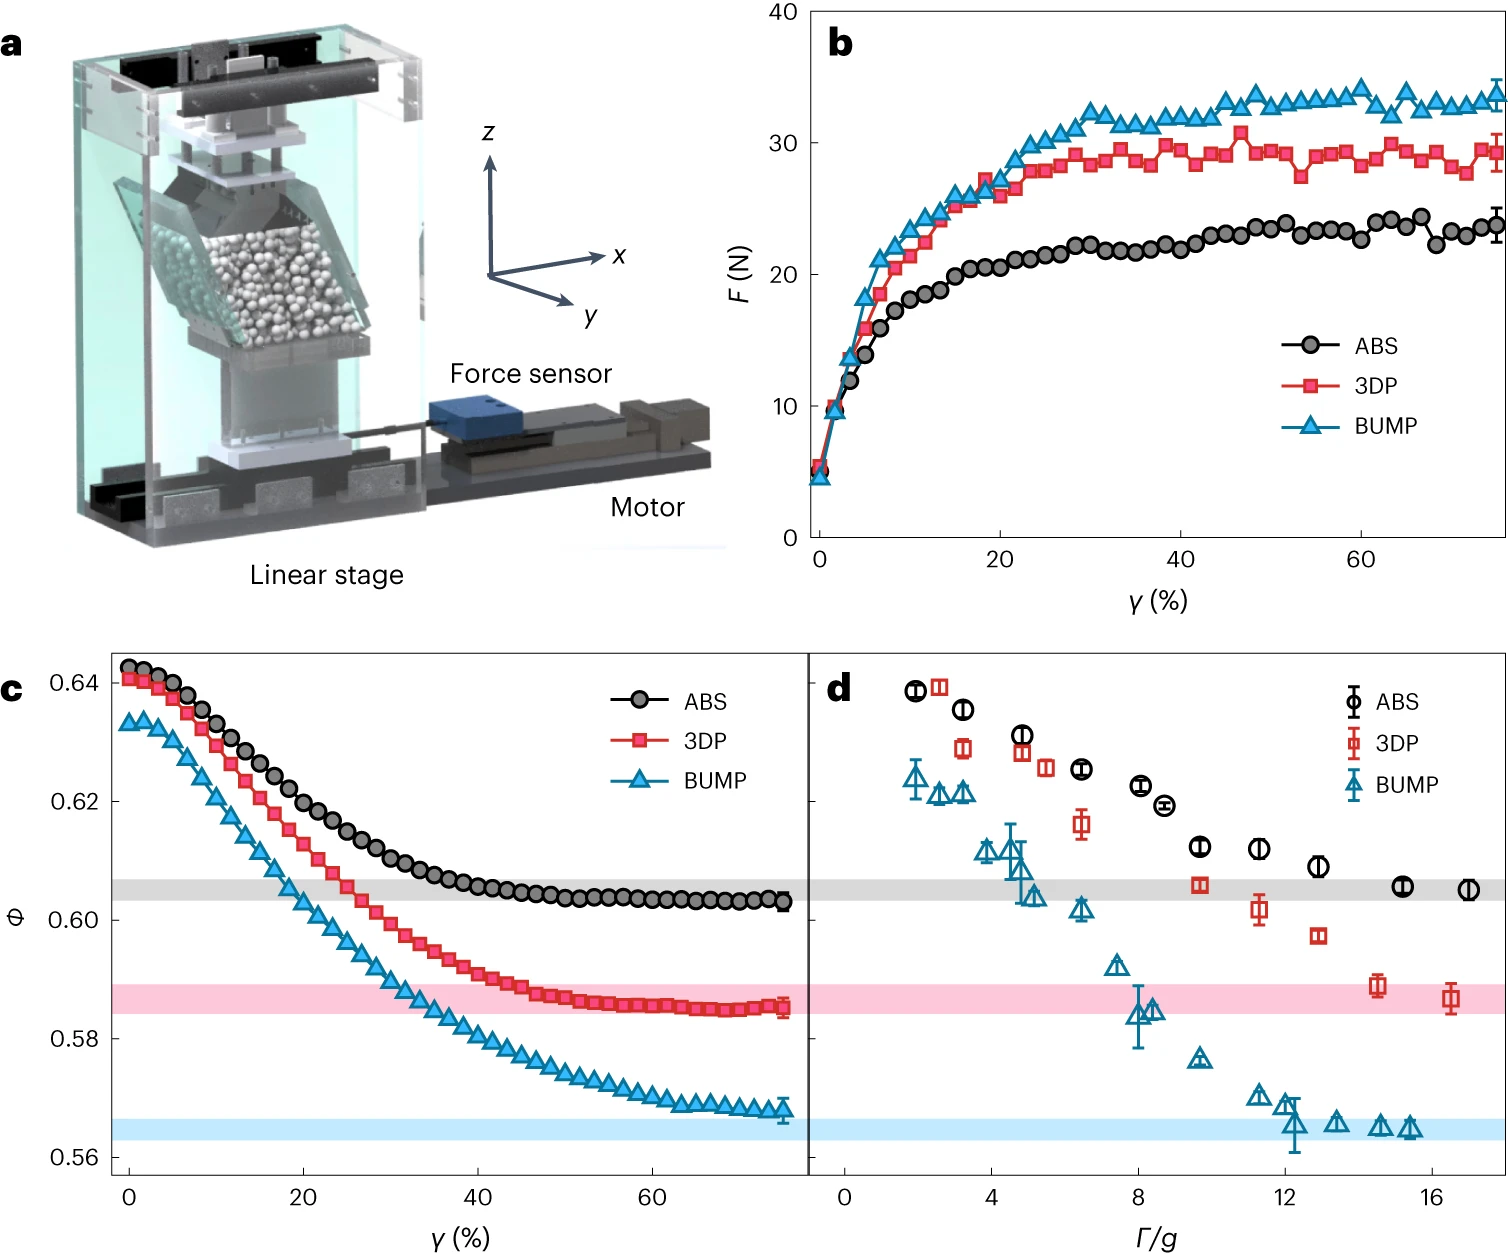 a
z
x
y
Force sensor
Motor
Linear stage
b
40
30
20
10
0
F (N)
ABS
3DP
BUMP
0 20 40 60
γ (%)
c
0.64
0.62
0.60
0.58
0.56
Φ
ABS
3DP
BUMP
0 20 40 60
γ (%)
d
ABS
3DP
BUMP
0 4 8 12 16
Γ/g